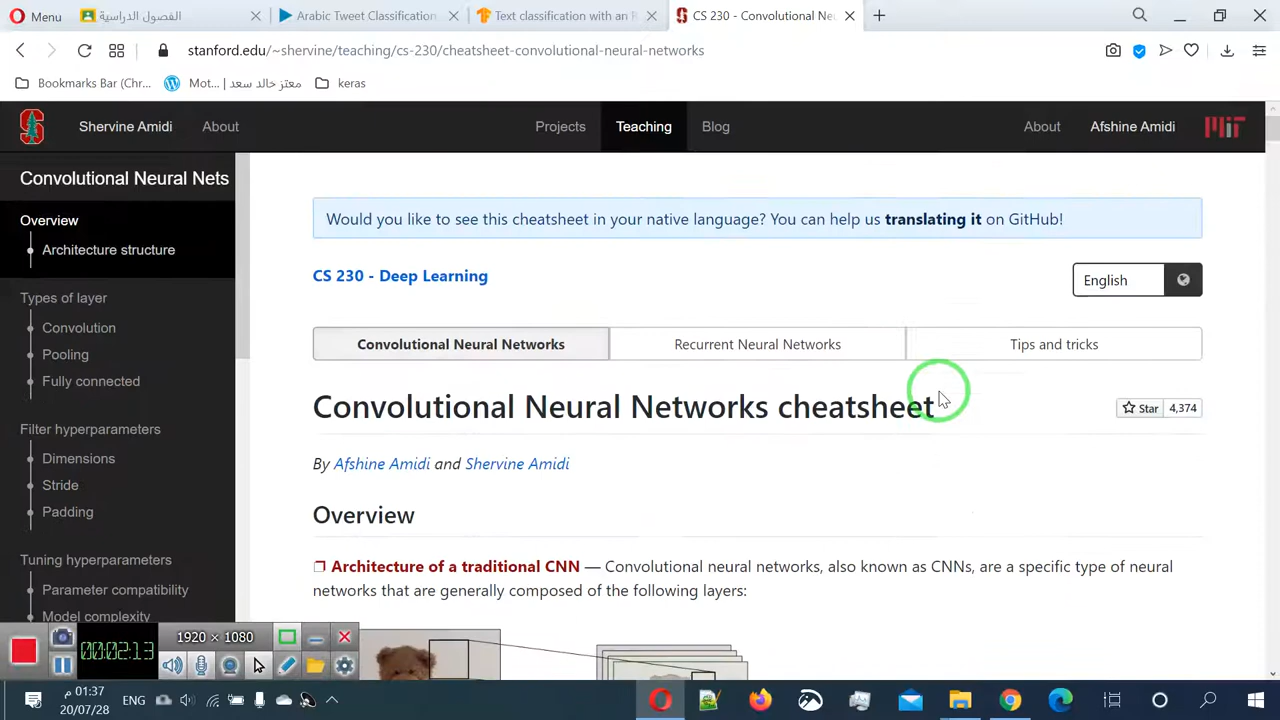 Menu
الفصول الدراسية
Arabic Tweet Classification
Text classification with an R
CS 230 - Convolutional Neu
stanford.edu/~shervine/teaching/cs-230/cheatsheet-convolutional-neural-networks
Bookmarks Bar (Chr...
معتز خالد سعد | Mot...
keras
Shervine Amidi
About
Projects
Teaching
Blog
About
Afshine Amidi
MiT
Convolutional Neural Nets
Overview
Architecture structure
Types of layer
Convolution
Pooling
Fully connected
Filter hyperparameters
Dimensions
Stride
Padding
Tuning hyperparameters
Parameter compatibility
Model complexity
Would you like to see this cheatsheet in your native language? You can help us translating it on GitHub!
CS 230 - Deep Learning
English
Convolutional Neural Networks
Recurrent Neural Networks
Tips and tricks
Convolutional Neural Networks cheatsheet
Star 4,374
By Afshine Amidi and Shervine Amidi
Overview
❐ Architecture of a traditional CNN — Convolutional neural networks, also known as CNNs, are a specific type of neural
networks that are generally composed of the following layers:
00:02:13
1920 × 1080
01:37 م
20/07/28
ENG